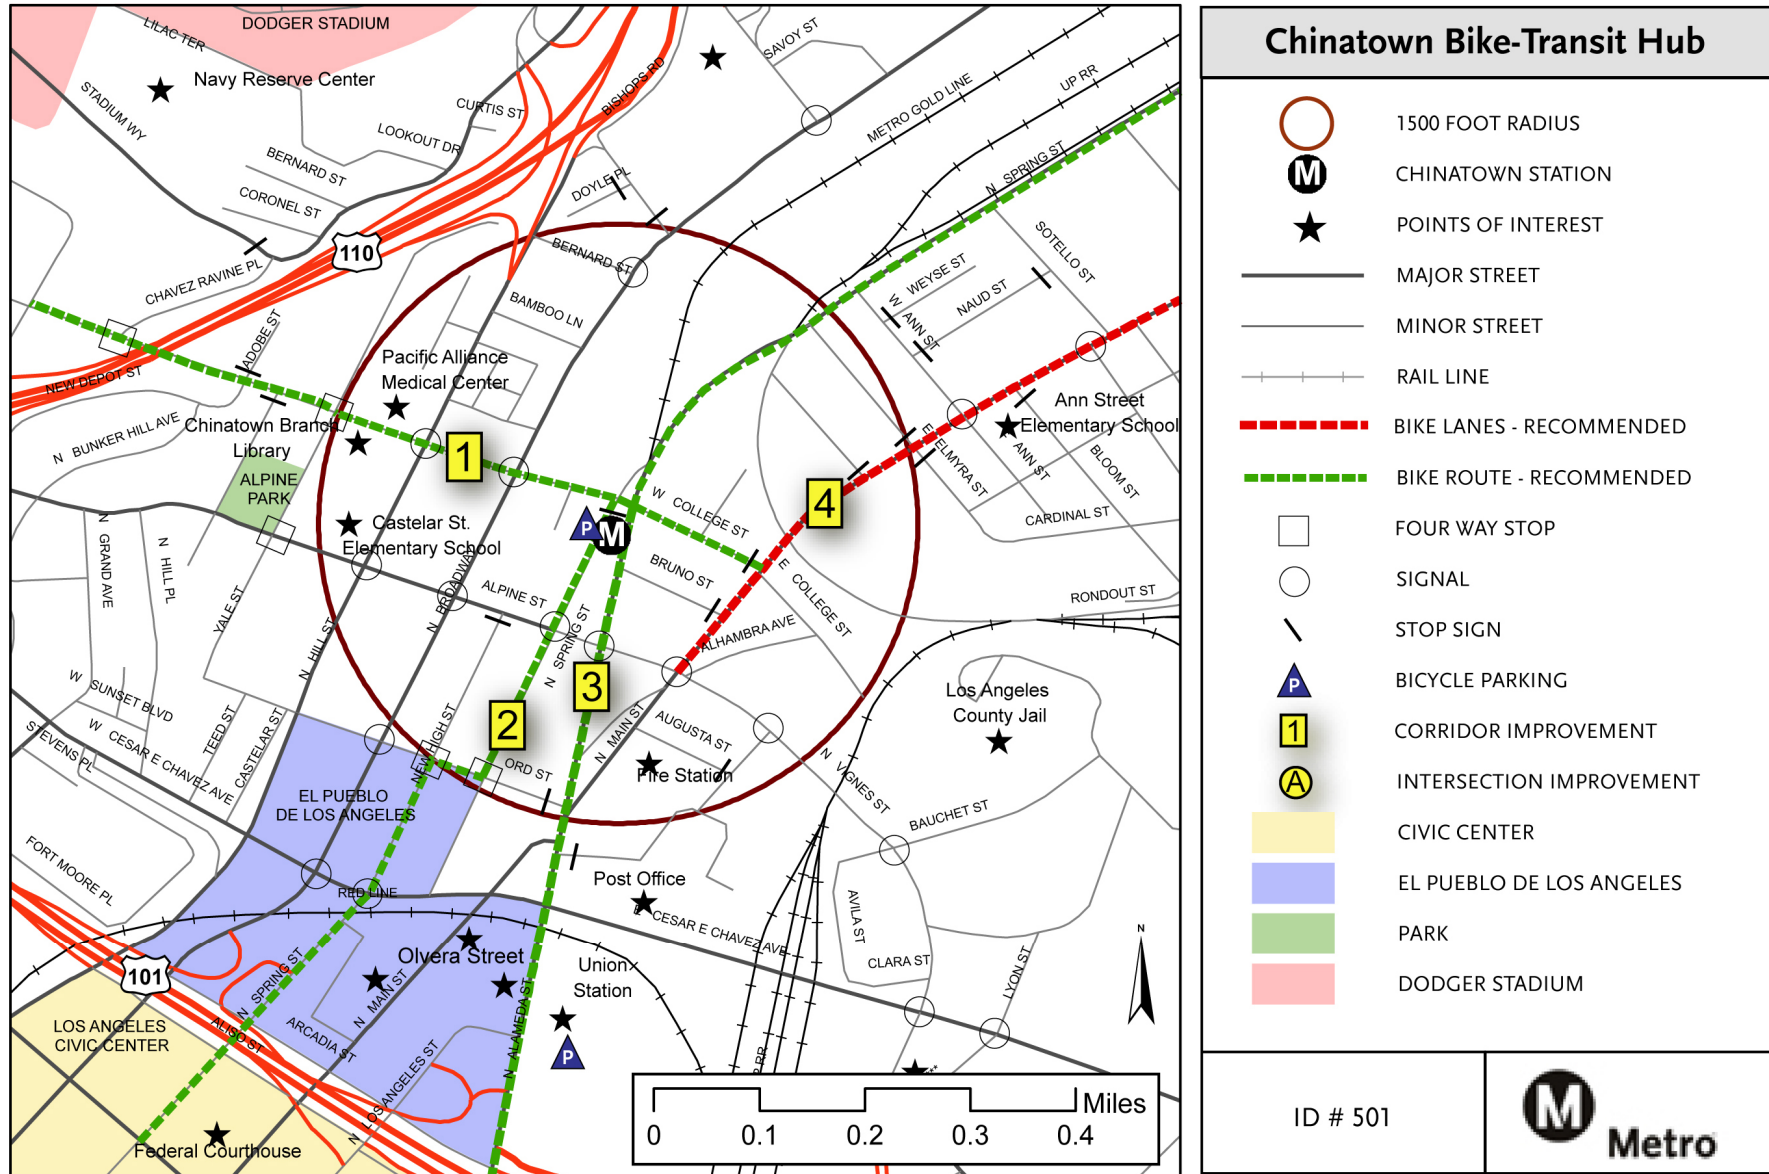 DODGER STADIUM
LILAC TER
Navy Reserve Center
STADIUM WY
CURTIS ST
LOOKOUT DR
BERNARD ST
CORONEL ST
BISHOPS RD
SAVOY ST
METRO GOLD LINE
UP RR
N SPRING ST
DOYLE PL
110
CHAVEZ RAVINE PL
BERNARD ST
BAMBOO LN
SOTELLO ST
W WEYSE ST
NAUD ST
W ANN ST
ADOBE ST
NEW DEPOT ST
Pacific Alliance
Medical Center
N BUNKER HILL AVE
Chinatown Branch
Library
1
ALPINE
PARK
Ann Street
Elementary School
E ELMYRA ST
ANN ST
BLOOM ST
CARDINAL ST
4
W COLLEGE ST
P
M
Castelar St.
Elementary School
N GRAND AVE
N HILL PL
YALE ST
N HILL ST
N BROADWAY
ALPINE ST
BRUNO ST
E COLLEGE ST
RONDOUT ST
N SPRING ST
ALHAMBRA AVE
3
2
W SUNSET BLVD
W CESAR E CHAVEZ AVE
STEVENS PL
TEED ST
CASTELAR ST
NEW HIGH ST
ORD ST
N MAIN ST
AUGUSTA ST
Fire Station
N VIGNES ST
Los Angeles
County Jail
BAUCHET ST
EL PUEBLO
DE LOS ANGELES
FORT MOORE PL
RED LINE
Post Office
E CESAR E CHAVEZ AVE
AVILA ST
CLARA ST
LYON ST
Olvera Street
Union
Station
101
N SPRING ST
N MAIN ST
ARCADIA ST
ALISO ST
N LOS ANGELES ST
N ALAMEDA ST
LOS ANGELES
CIVIC CENTER
Federal Courthouse
P
RR
N
Miles
0 0.1 0.2 0.3 0.4
Chinatown Bike-Transit Hub
1500 FOOT RADIUS
M CHINATOWN STATION
POINTS OF INTEREST
MAJOR STREET
MINOR STREET
RAIL LINE
BIKE LANES - RECOMMENDED
BIKE ROUTE - RECOMMENDED
FOUR WAY STOP
SIGNAL
STOP SIGN
P BICYCLE PARKING
1 CORRIDOR IMPROVEMENT
A INTERSECTION IMPROVEMENT
CIVIC CENTER
EL PUEBLO DE LOS ANGELES
PARK
DODGER STADIUM
ID # 501
M Metro